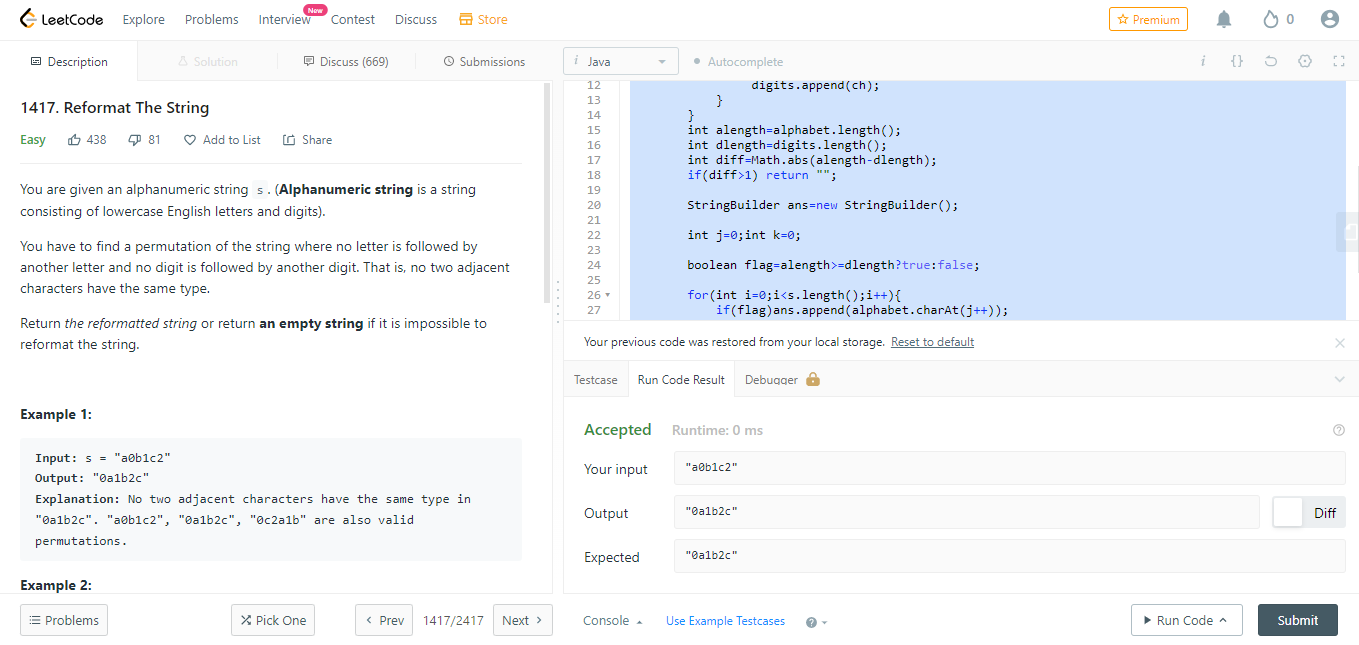 LeetCode Explore Problems Interview New Contest Discuss Store Premium 0
Description Solution Discuss (669) Submissions
i Java Autocomplete i {}
1417. Reformat The String
Easy 438 81 Add to List Share
You are given an alphanumeric string s. (Alphanumeric string is a string
consisting of lowercase English letters and digits).
You have to find a permutation of the string where no letter is followed by
another letter and no digit is followed by another digit. That is, no two adjacent
characters have the same type.
Return the reformatted string or return an empty string if it is impossible to
reformat the string.
Example 1:
Input: s = "a0b1c2"
Output: "0a1b2c"
Explanation: No two adjacent characters have the same type in
"0a1b2c". "a0b1c2", "0a1b2c", "0c2a1b" are also valid
permutations.
Example 2:
12 digits.append(ch);
13 }
14 }
15 int alength=alphabet.length();
16 int dlength=digits.length();
17 int diff=Math.abs(alength-dlength);
18 if(diff>1) return "";
19
20 StringBuilder ans=new StringBuilder();
21
22 int j=0;int k=0;
23
24 boolean flag=alength>=dlength?true:false;
25
26 for(int i=0;i<s.length();i++){
27 if(flag)ans.append(alphabet.charAt(j++));
Your previous code was restored from your local storage. Reset to default
Testcase Run Code Result Debugger
Accepted Runtime: 0 ms
Your input "a0b1c2"
Output "0a1b2c" Diff
Expected "0a1b2c"
Problems Pick One Prev 1417/2417 Next Console Use Example Testcases Run Code Submit